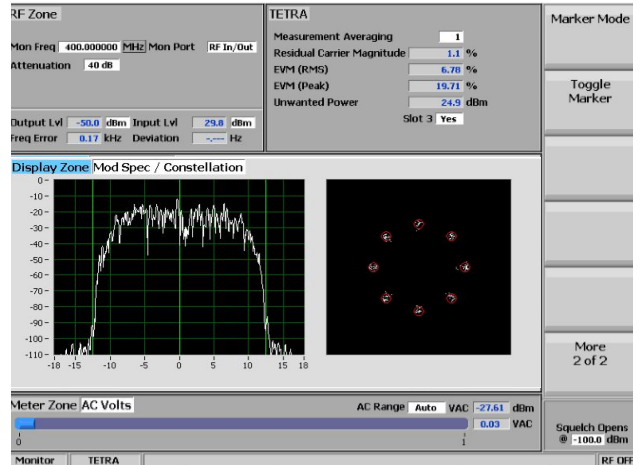 RF Zone
Mon Freq 400.000000 MHz Mon Port RF In/Out
Attenuation 40 dB
Output Lvl -50.0 dBm Input Lvl 29.8 dBm
Freq Error 0.17 kHz Deviation -.--- Hz
TETRA
Measurement Averaging 1
Residual Carrier Magnitude 1.1 %
EVM (RMS) 6.78 %
EVM (Peak) 19.71 %
Unwanted Power 24.9 dBm
Slot 3 Yes
Marker Mode
Toggle
Marker
Display Zone Mod Spec / Constellation
0
-10
-20
-30
-40
-50
-60
-70
-80
-90
-100
-110
-18 -15 -10 -5 0 5 10 15 18
More
2 of 2
Meter Zone AC Volts
AC Range Auto VAC -27.61 dBm
0.03 VAC
0 1
Squelch Opens
@ -100.0 dBm
Monitor TETRA RF OFF